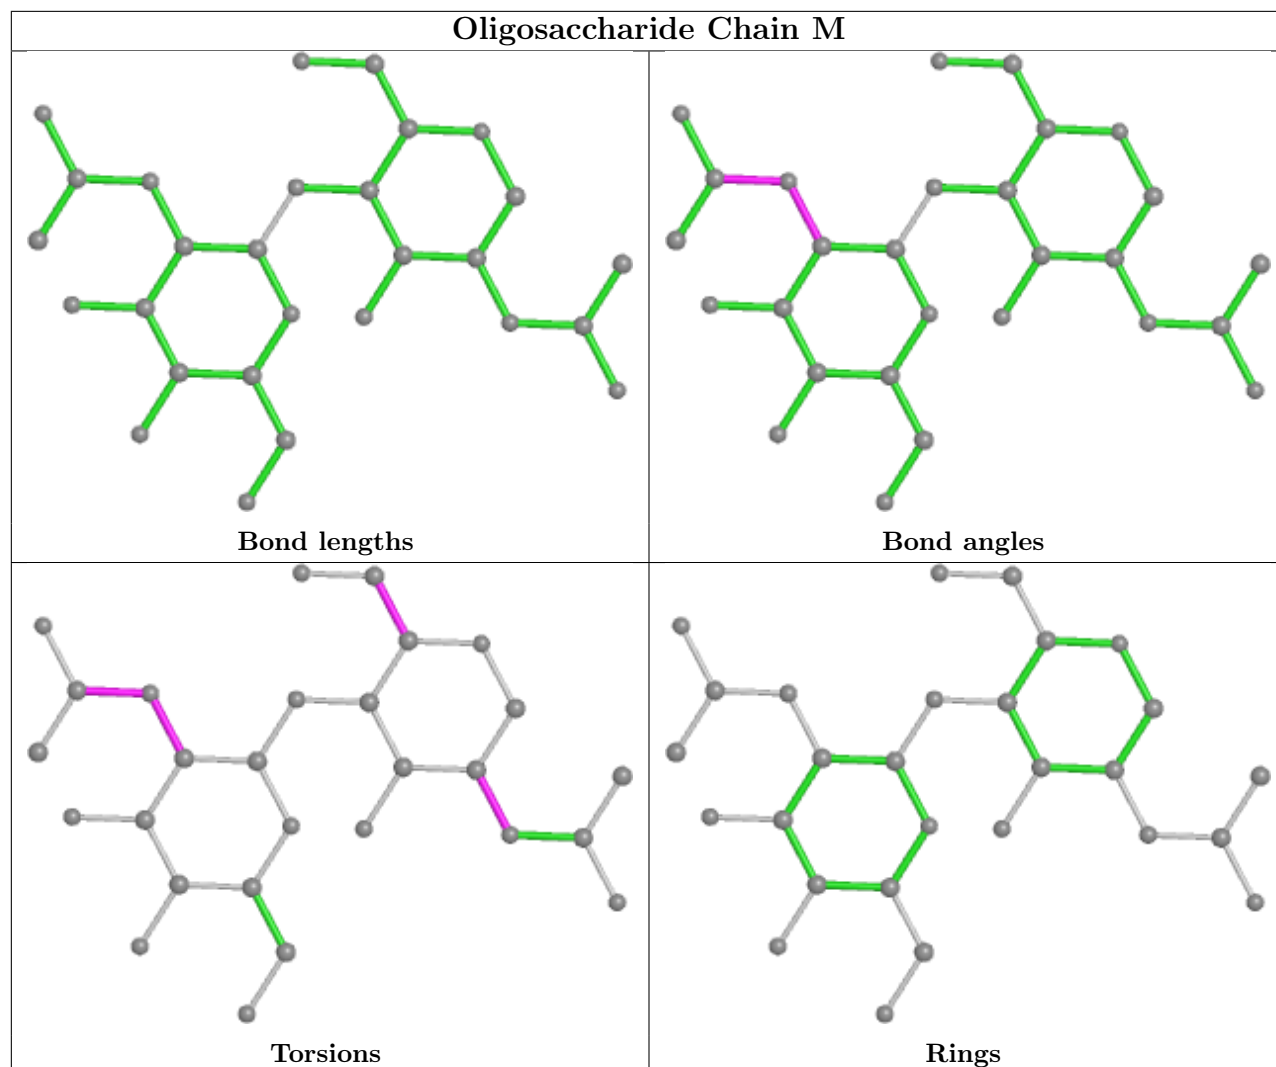 Oligosaccharide Chain M
Bond lengths
Bond angles
Torsions
Rings